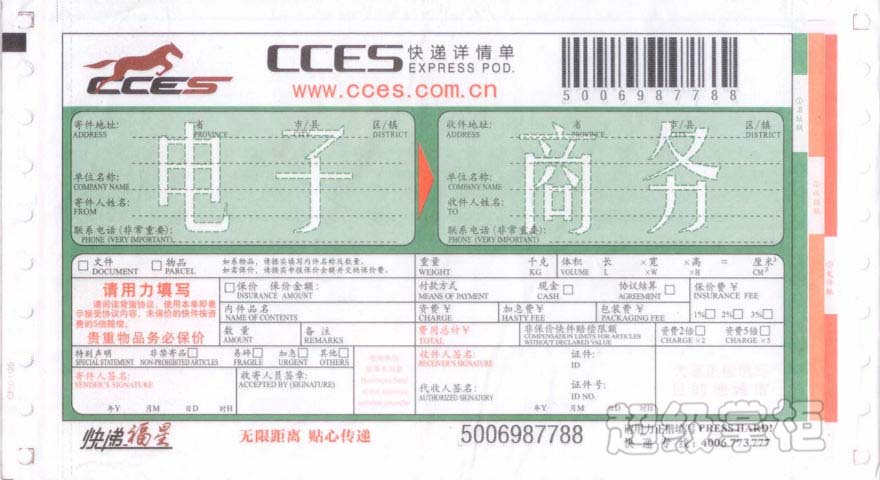 CCES
CCES 快递详情单
EXPRESS POD.
www.cces.com.cn
5006987788
电子商务
寄件地址: 省 市/县 区/镇
ADDRESS PROVINCE CITY DISTRICT
单位名称:
COMPANY NAME
寄件人姓名:
FROM
联系电话(非常重要):
PHONE (VERY IMPORTANT)
收件地址: 省 市/县 区/镇
ADDRESS PROVINCE CITY DISTRICT
单位名称:
COMPANY NAME
收件人姓名:
TO
联系电话(非常重要):
PHONE (VERY IMPORTANT)
□文件 □物品
DOCUMENT PARCEL
如系物品,请据实填写内件名称及数量。
如需保价,请据实申报保价金额并交纳保价费。
重量 千克
WEIGHT KG
体积 长 ×宽 ×高 = 厘米³
VOLUME L ×W ×H CM³
请用力填写
请阅读背面协议,使用本单即表
示接受协议内容。未保价的快件按资
费的5倍赔偿。
贵重物品务必保价
□保价 保价金额:
INSURANCE AMOUNT
内件品名
NAME OF CONTENTS
数量 备注
AMOUNT REMARKS
付款方式 现金□ 协议结算□
MEANS OF PAYMENT CASH AGREEMENT
保价费 ¥
INSURANCE FEE
1%□ 2%□ 3%□
资费¥ 加急费¥ 包装费¥
CHARGE HASTY FEE PACKAGING FEE
费用总计¥
TOTAL
非保价快件赔偿限额
COMPENSATION LIMITS FOR ARTICLES
WITHOUT DECLARED VALUE
资费2倍□ 资费5倍□
CHARGE ×2 CHARGE ×5
特别声明 非禁寄品□ 易碎□ 加急□ 其他□
SPECIAL STATEMENT NON-PROHIBITED ARTICLES FRAGILE URGENT OTHERS
寄件人签名:
SENDER'S SIGNATURE
年Y 月M 日D 时H
收寄人员签章:
ACCEPTED BY (SIGNATURE)
年Y 月M 日D 时H
收件人签名: 证件:
RECEIVER'S SIGNATURE ID
代收人签名: 证件号:
AUTHORIZED SIGNATORY ID NO.
年Y 月M 日D 时H
快递福星
无限距离 贴心传递
5006987788
请用力正楷填写 PRESS HARD!
快递专线: 4006.773.777
超级掌柜